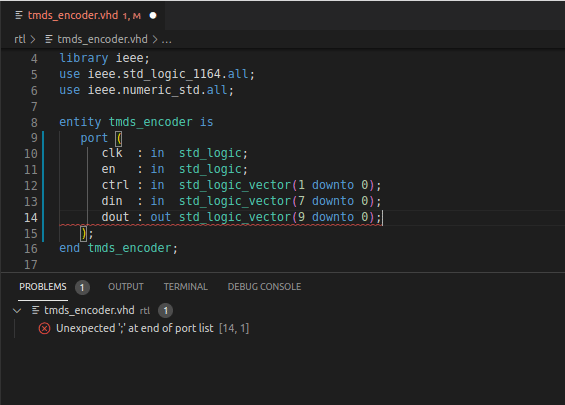 tmds_encoder.vhd 1, M
rtl > tmds_encoder.vhd > ...
4 library ieee;
5 use ieee.std_logic_1164.all;
6 use ieee.numeric_std.all;
7
8 entity tmds_encoder is
9 port (
10 clk : in std_logic;
11 en : in std_logic;
12 ctrl : in std_logic_vector(1 downto 0);
13 din : in std_logic_vector(7 downto 0);
14 dout : out std_logic_vector(9 downto 0);
15 );
16 end tmds_encoder;
17
PROBLEMS 1 OUTPUT TERMINAL DEBUG CONSOLE
tmds_encoder.vhd rtl 1
Unexpected ';' at end of port list [14, 1]